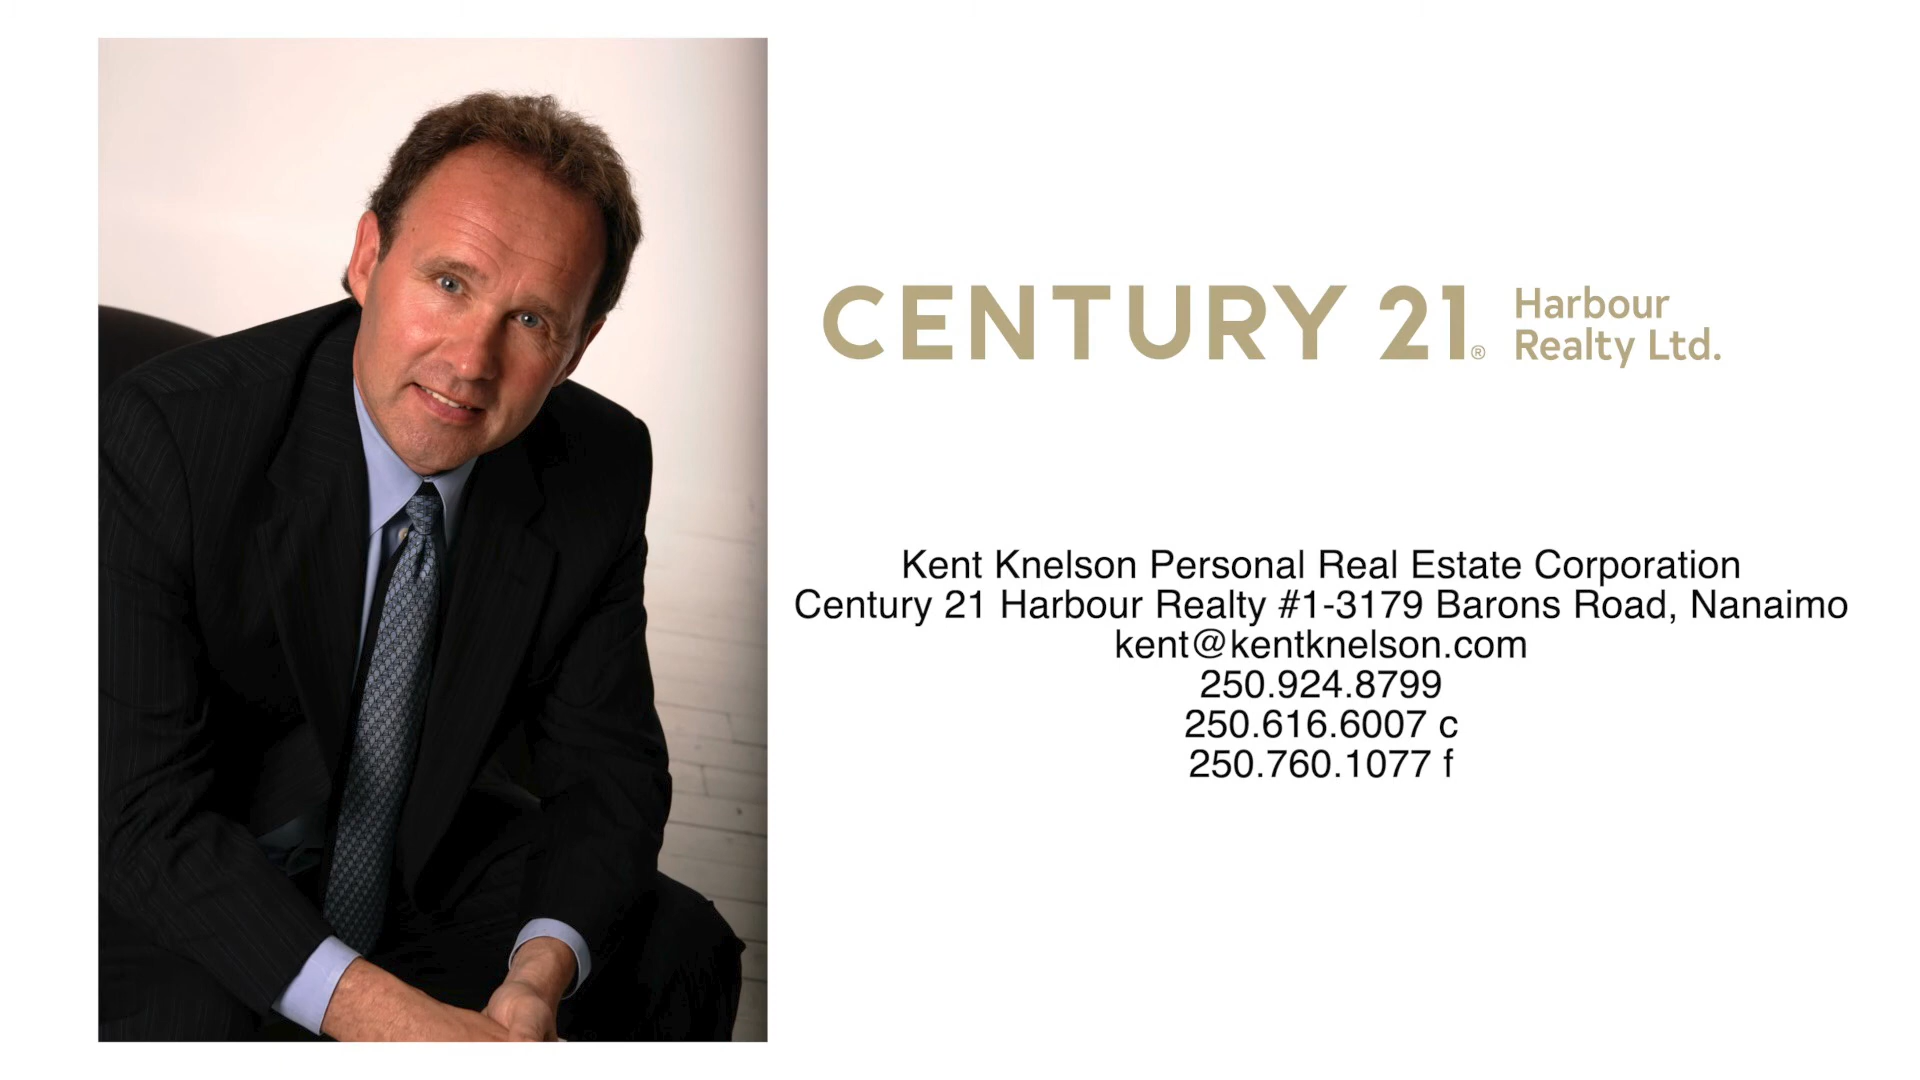 CENTURY 21® Harbour
Realty Ltd.
Kent Knelson Personal Real Estate Corporation
Century 21 Harbour Realty #1-3179 Barons Road, Nanaimo
kent@kentknelson.com
250.924.8799
250.616.6007 c
250.760.1077 f